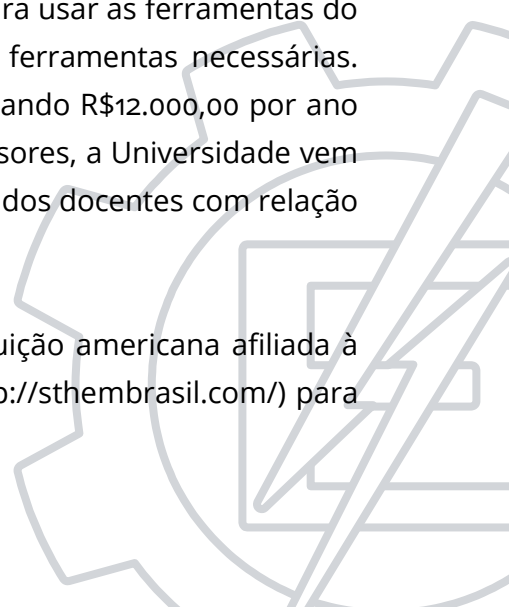 ra usar as ferramentas do
ferramentas necessárias.
ando R$12.000,00 por ano
sores, a Universidade vem
dos docentes com relação
uição americana afiliada à
o://sthembrasil.com/) para